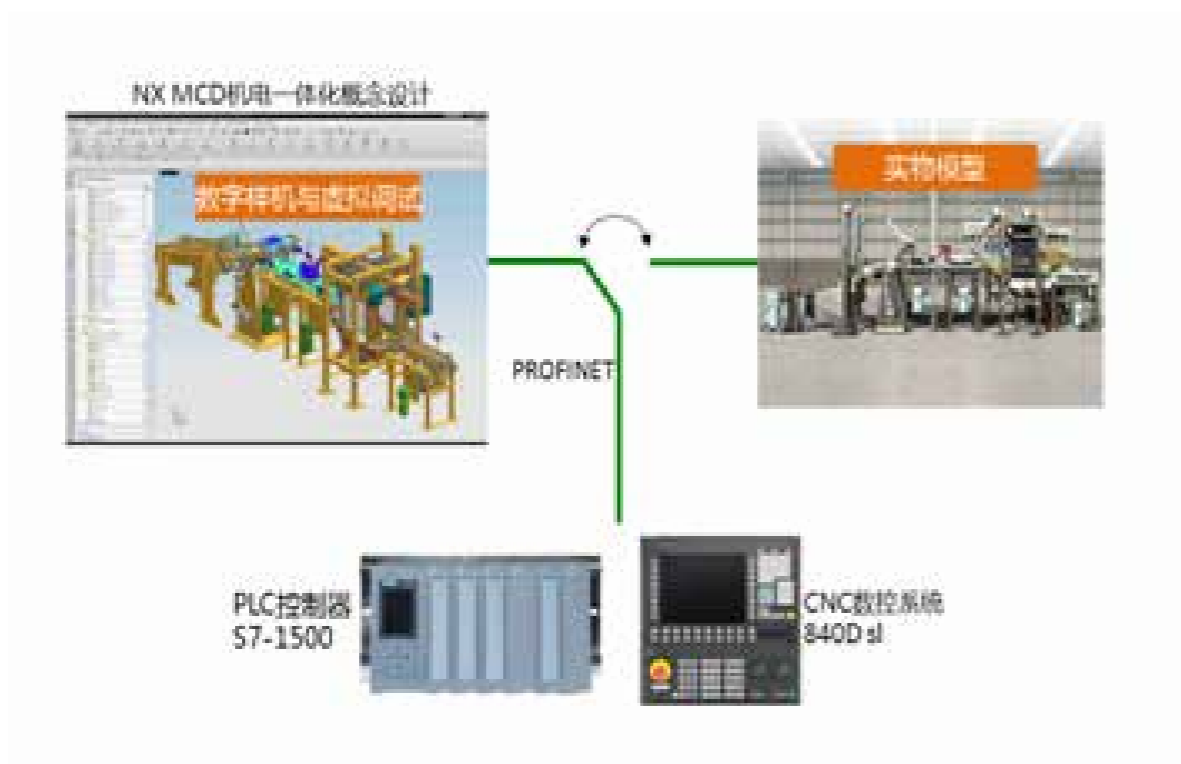 NX MCD机电一体化概念设计
数字样机与虚拟调试
实物模型
PROFINET
PLC控制器
S7-1500
CNC数控系统
840D sl